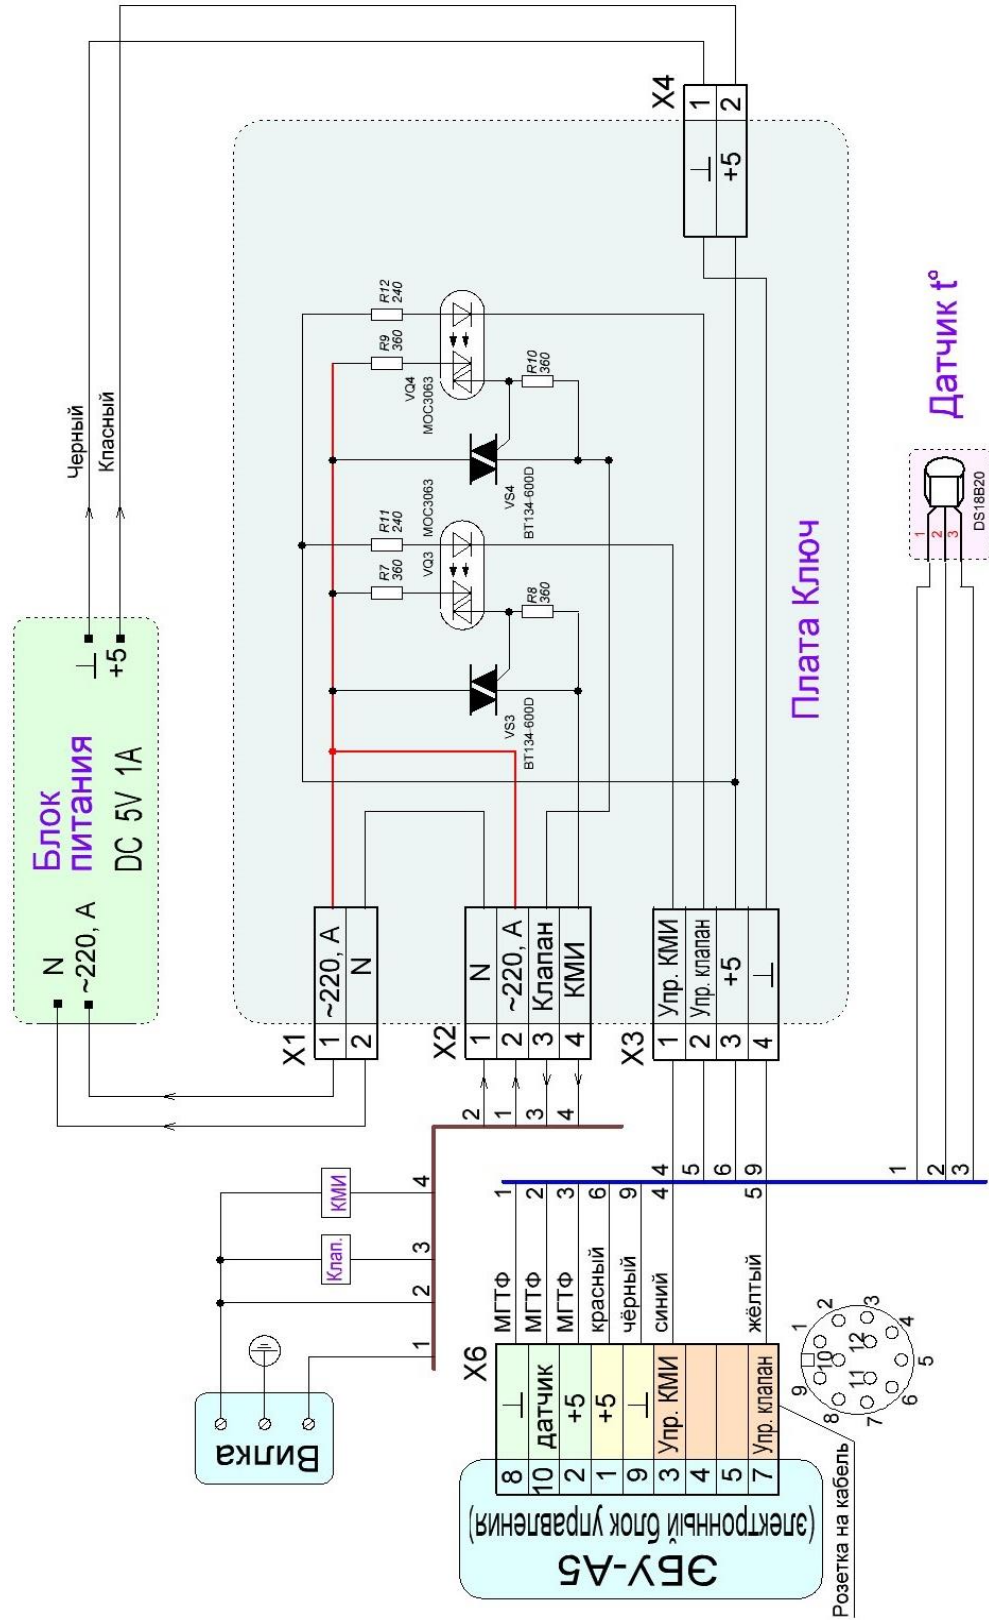 Черный
Кпасный
Блок
питания
DC 5V 1A
N
~220, A
⊥
+5
X4
1
2
⊥
+5
R12
240
R9
360
VQ4
MOC3063
R10
360
VS4
BT134-600D
R11
240
R7
360
VQ3
MOC3063
R8
360
VS3
BT134-600D
Плата Ключ
Датчик t°
1
2
3
DS18B20
X1
1 ~220, A
2 N
X2
1 N
2 ~220, A
3 Клапан
4 КМИ
X3
1 Упр. КМИ
2 Упр. клапан
3 +5
4 ⊥
2
1
3
4
КМИ
Клап.
4
3
2
1
Вилка
1
2
3
6
9
4
5
4
5
6
9
1
2
3
МГТФ
МГТФ
МГТФ
красный
чёрный
синий
жёлтый
X6
8 ⊥
10 датчик
2 +5
1 +5
9 ⊥
3 Упр. КМИ
4
5
7 Упр. клапан
ЭБУ-А5
(электронный блок управления)
Розетка на кабель
1
2
3
4
5
6
7
8
9
10
11
12